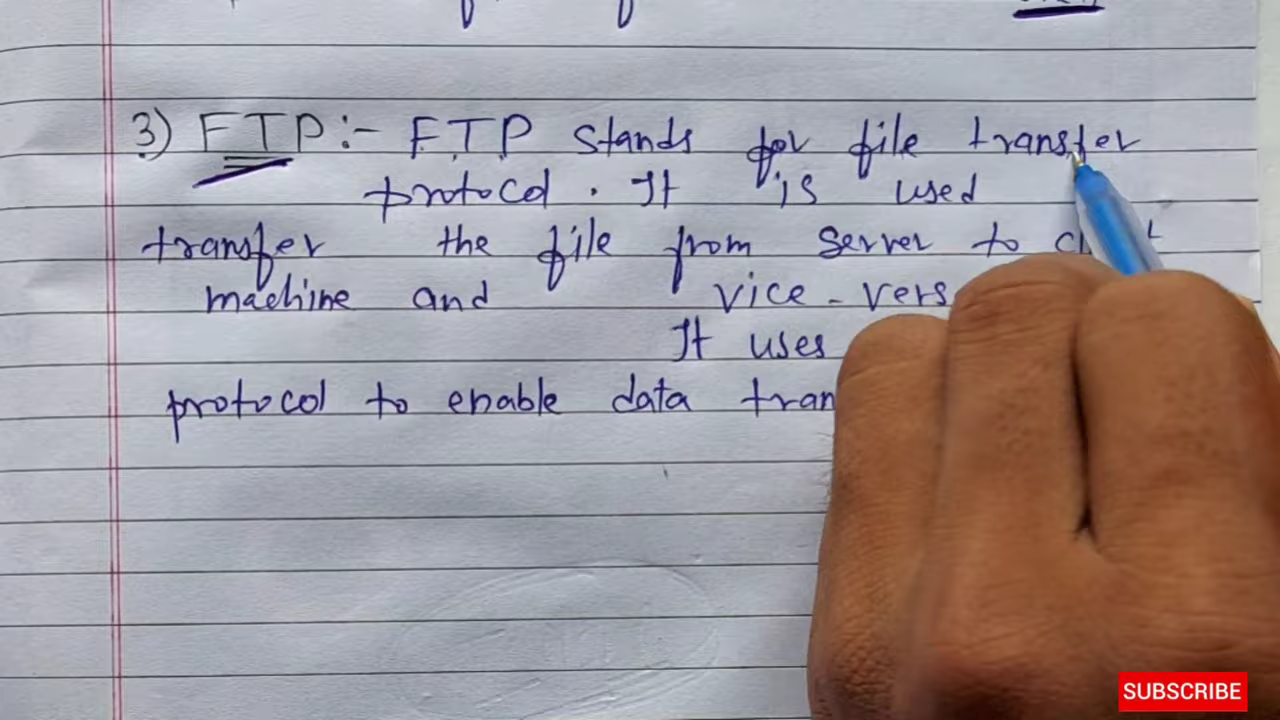 3) FTP :- FTP stands for file transfer
protocol. It is used
transfer the file from server to
machine and vice-vers
It uses
protocol to enable data tran
SUBSCRIBE